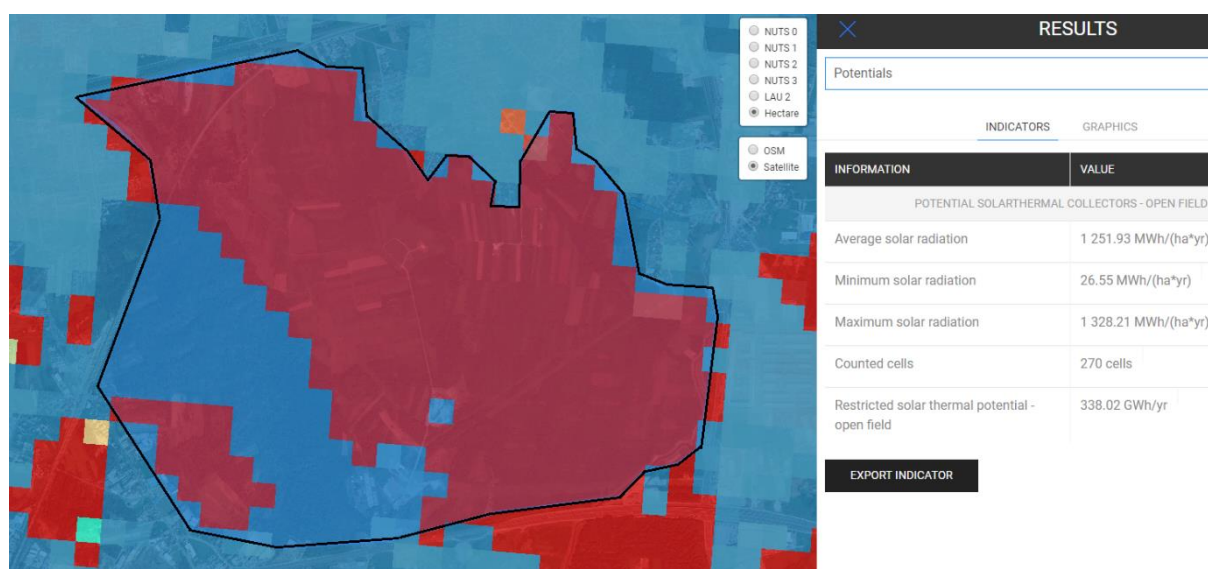 NUTS 0
NUTS 1
NUTS 2
NUTS 3
LAU 2
Hectare
OSM
Satellite
RESULTS
Potentials
INDICATORS GRAPHICS
INFORMATION VALUE
POTENTIAL SOLARTHERMAL COLLECTORS - OPEN FIELD
Average solar radiation 1 251.93 MWh/(ha*yr)
Minimum solar radiation 26.55 MWh/(ha*yr)
Maximum solar radiation 1 328.21 MWh/(ha*yr)
Counted cells 270 cells
Restricted solar thermal potential - 338.02 GWh/yr
open field
EXPORT INDICATOR